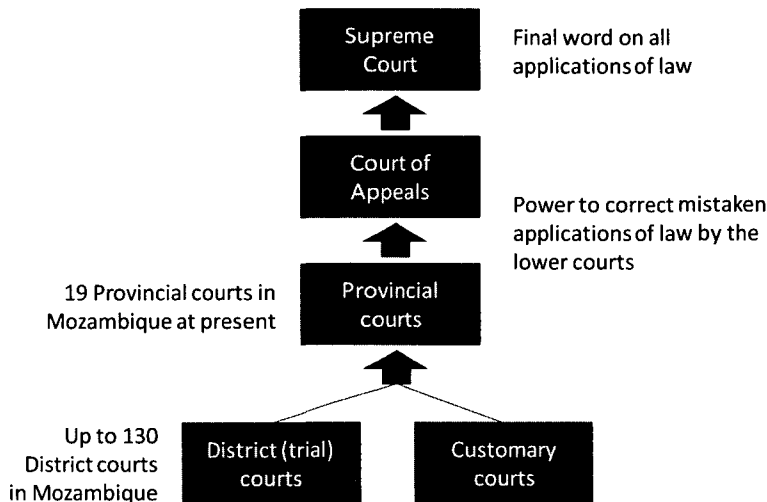 Supreme
Court
Final word on all
applications of law
Court of
Appeals
Power to correct mistaken
applications of law by the
lower courts
19 Provincial courts in
Mozambique at present
Provincial
courts
Up to 130
District courts
in Mozambique
District (trial)
courts
Customary
courts